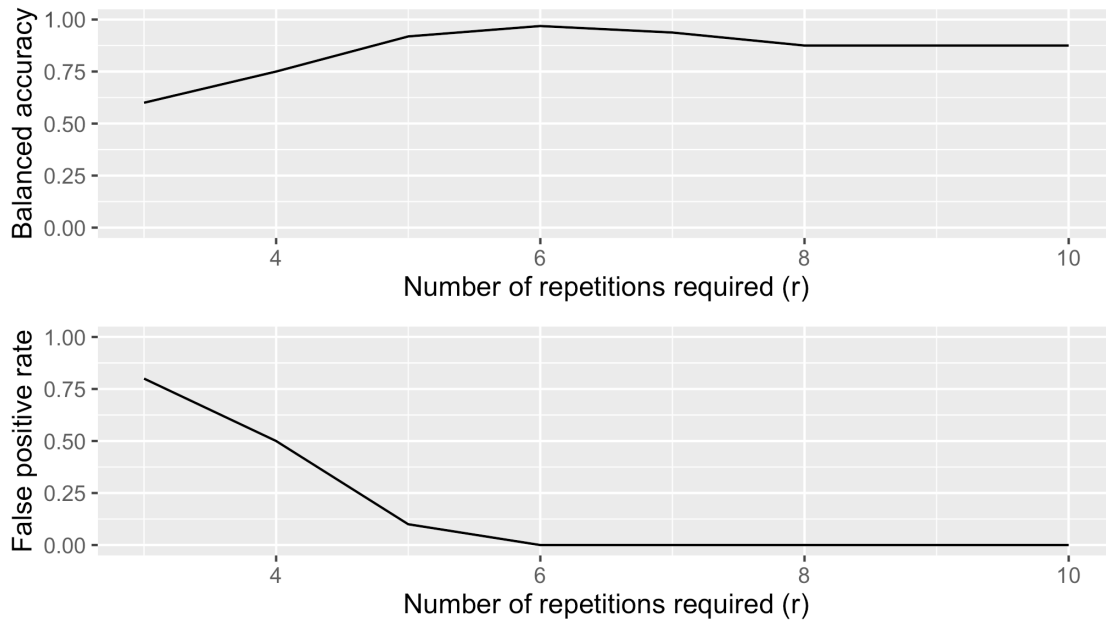 Balanced accuracy
1.00
0.75
0.50
0.25
0.00
4 6 8 10
Number of repetitions required (r)
False positive rate
1.00
0.75
0.50
0.25
0.00
4 6 8 10
Number of repetitions required (r)